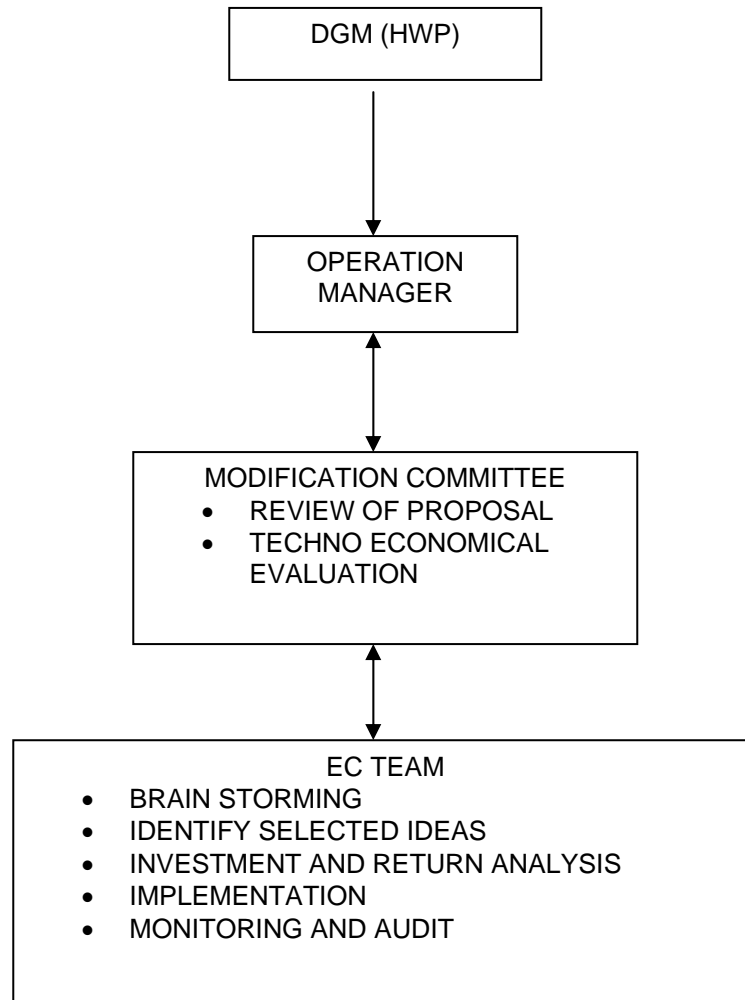 DGM (HWP)
OPERATION
MANAGER
MODIFICATION COMMITTEE
• REVIEW OF PROPOSAL
• TECHNO ECONOMICAL
EVALUATION
EC TEAM
• BRAIN STORMING
• IDENTIFY SELECTED IDEAS
• INVESTMENT AND RETURN ANALYSIS
• IMPLEMENTATION
• MONITORING AND AUDIT